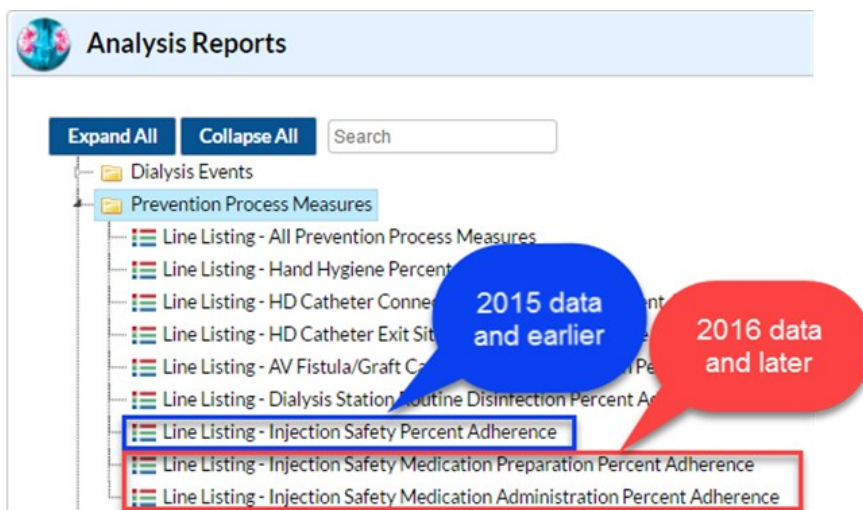 Analysis Reports
Expand All Collapse All Search
Dialysis Events
Prevention Process Measures
Line Listing - All Prevention Process Measures
Line Listing - Hand Hygiene Percent
Line Listing - HD Catheter
Line Listing - HD Catheter Exit
Line Listing - AV Fistula/Graft
Line Listing - Dialysis Station Routine Disinfection Percent
Line Listing - Injection Safety Percent Adherence
Line Listing - Injection Safety Medication Preparation Percent Adherence
Line Listing - Injection Safety Medication Administration Percent Adherence
2015 data
and earlier
2016 data
and later